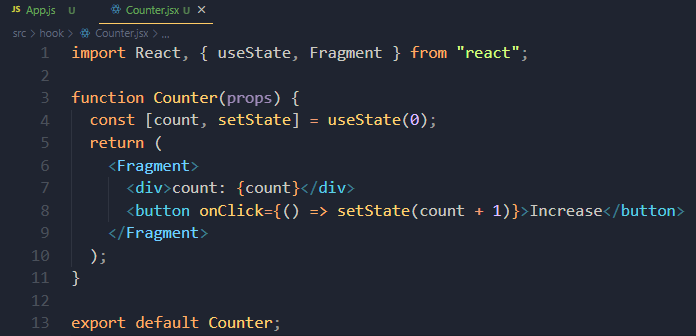 JS App.js U Counter.jsx U ×
src > hook > Counter.jsx > ...
1 import React, { useState, Fragment } from "react";
2
3 function Counter(props) {
4 const [count, setState] = useState(0);
5 return (
6 <Fragment>
7 <div>count: {count}</div>
8 <button onClick={() => setState(count + 1)}>Increase</button>
9 </Fragment>
10 );
11 }
12
13 export default Counter;